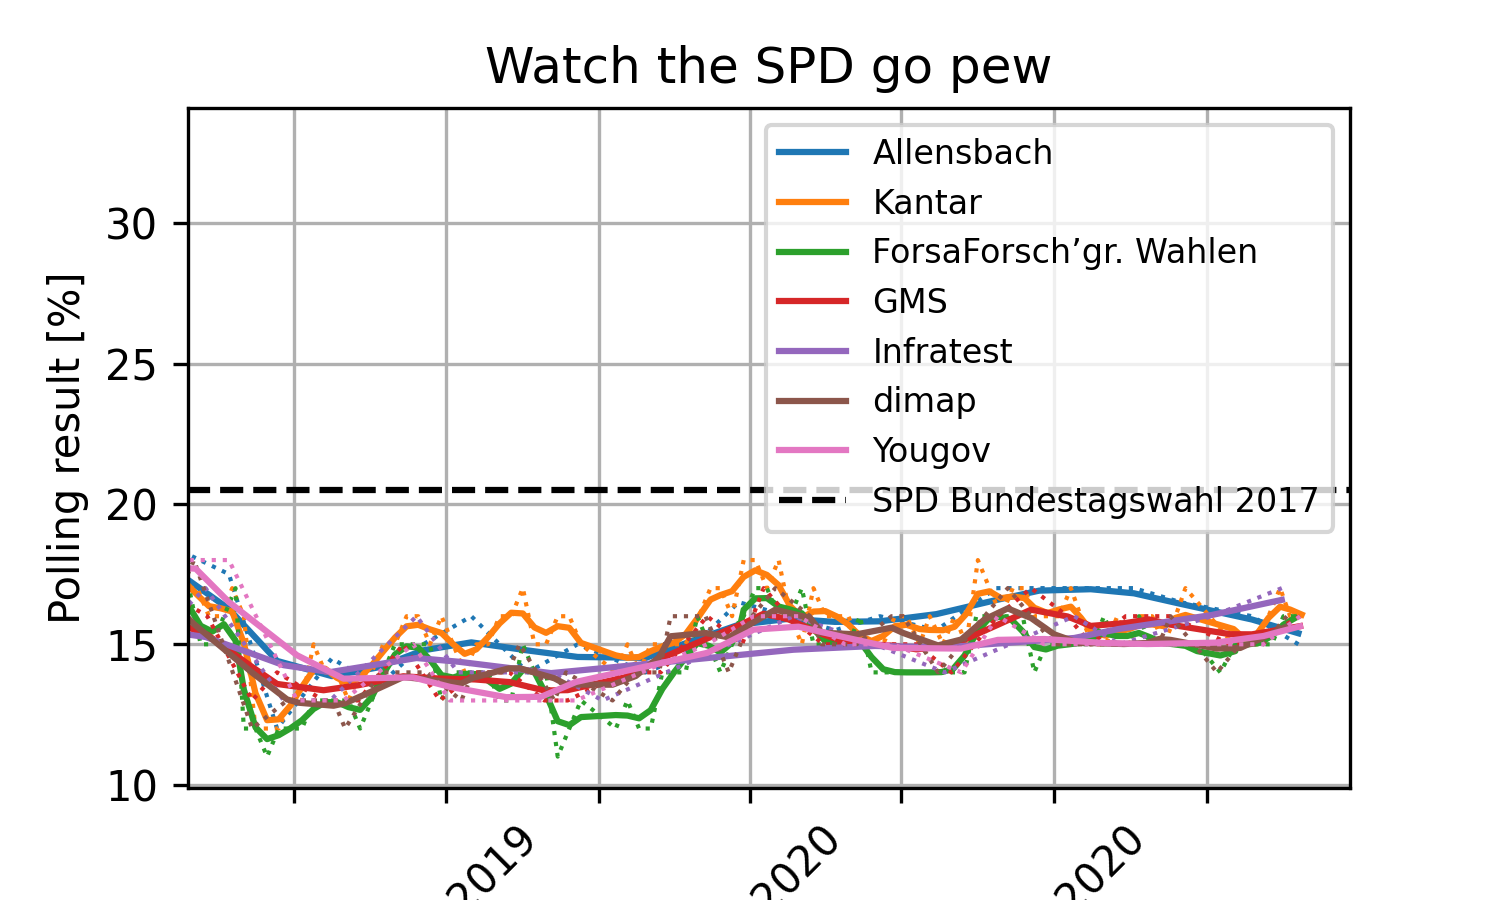 Watch the SPD go pew
Polling result [%]
30
25
20
15
10
Allensbach
Kantar
ForsaForsch’gr. Wahlen
GMS
Infratest
dimap
Yougov
SPD Bundestagswahl 2017
2019
2020
2020